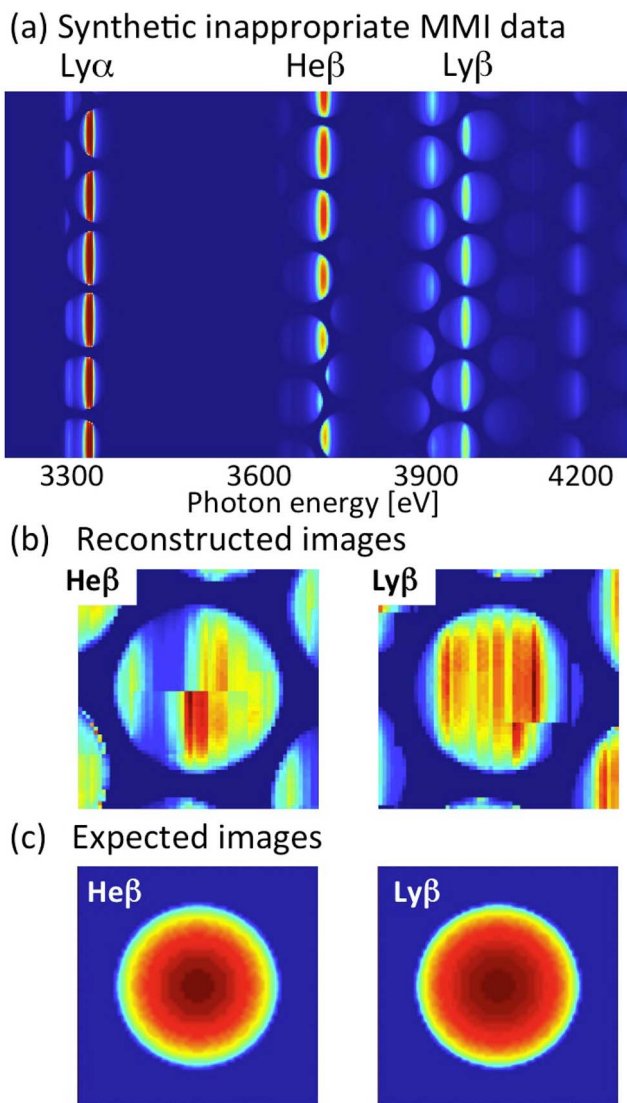 (a) Synthetic inappropriate MMI data
Lyα Heβ Lyβ
3300 3600 3900 4200
Photon energy [eV]
(b) Reconstructed images
Heβ Lyβ
(c) Expected images
Heβ Lyβ